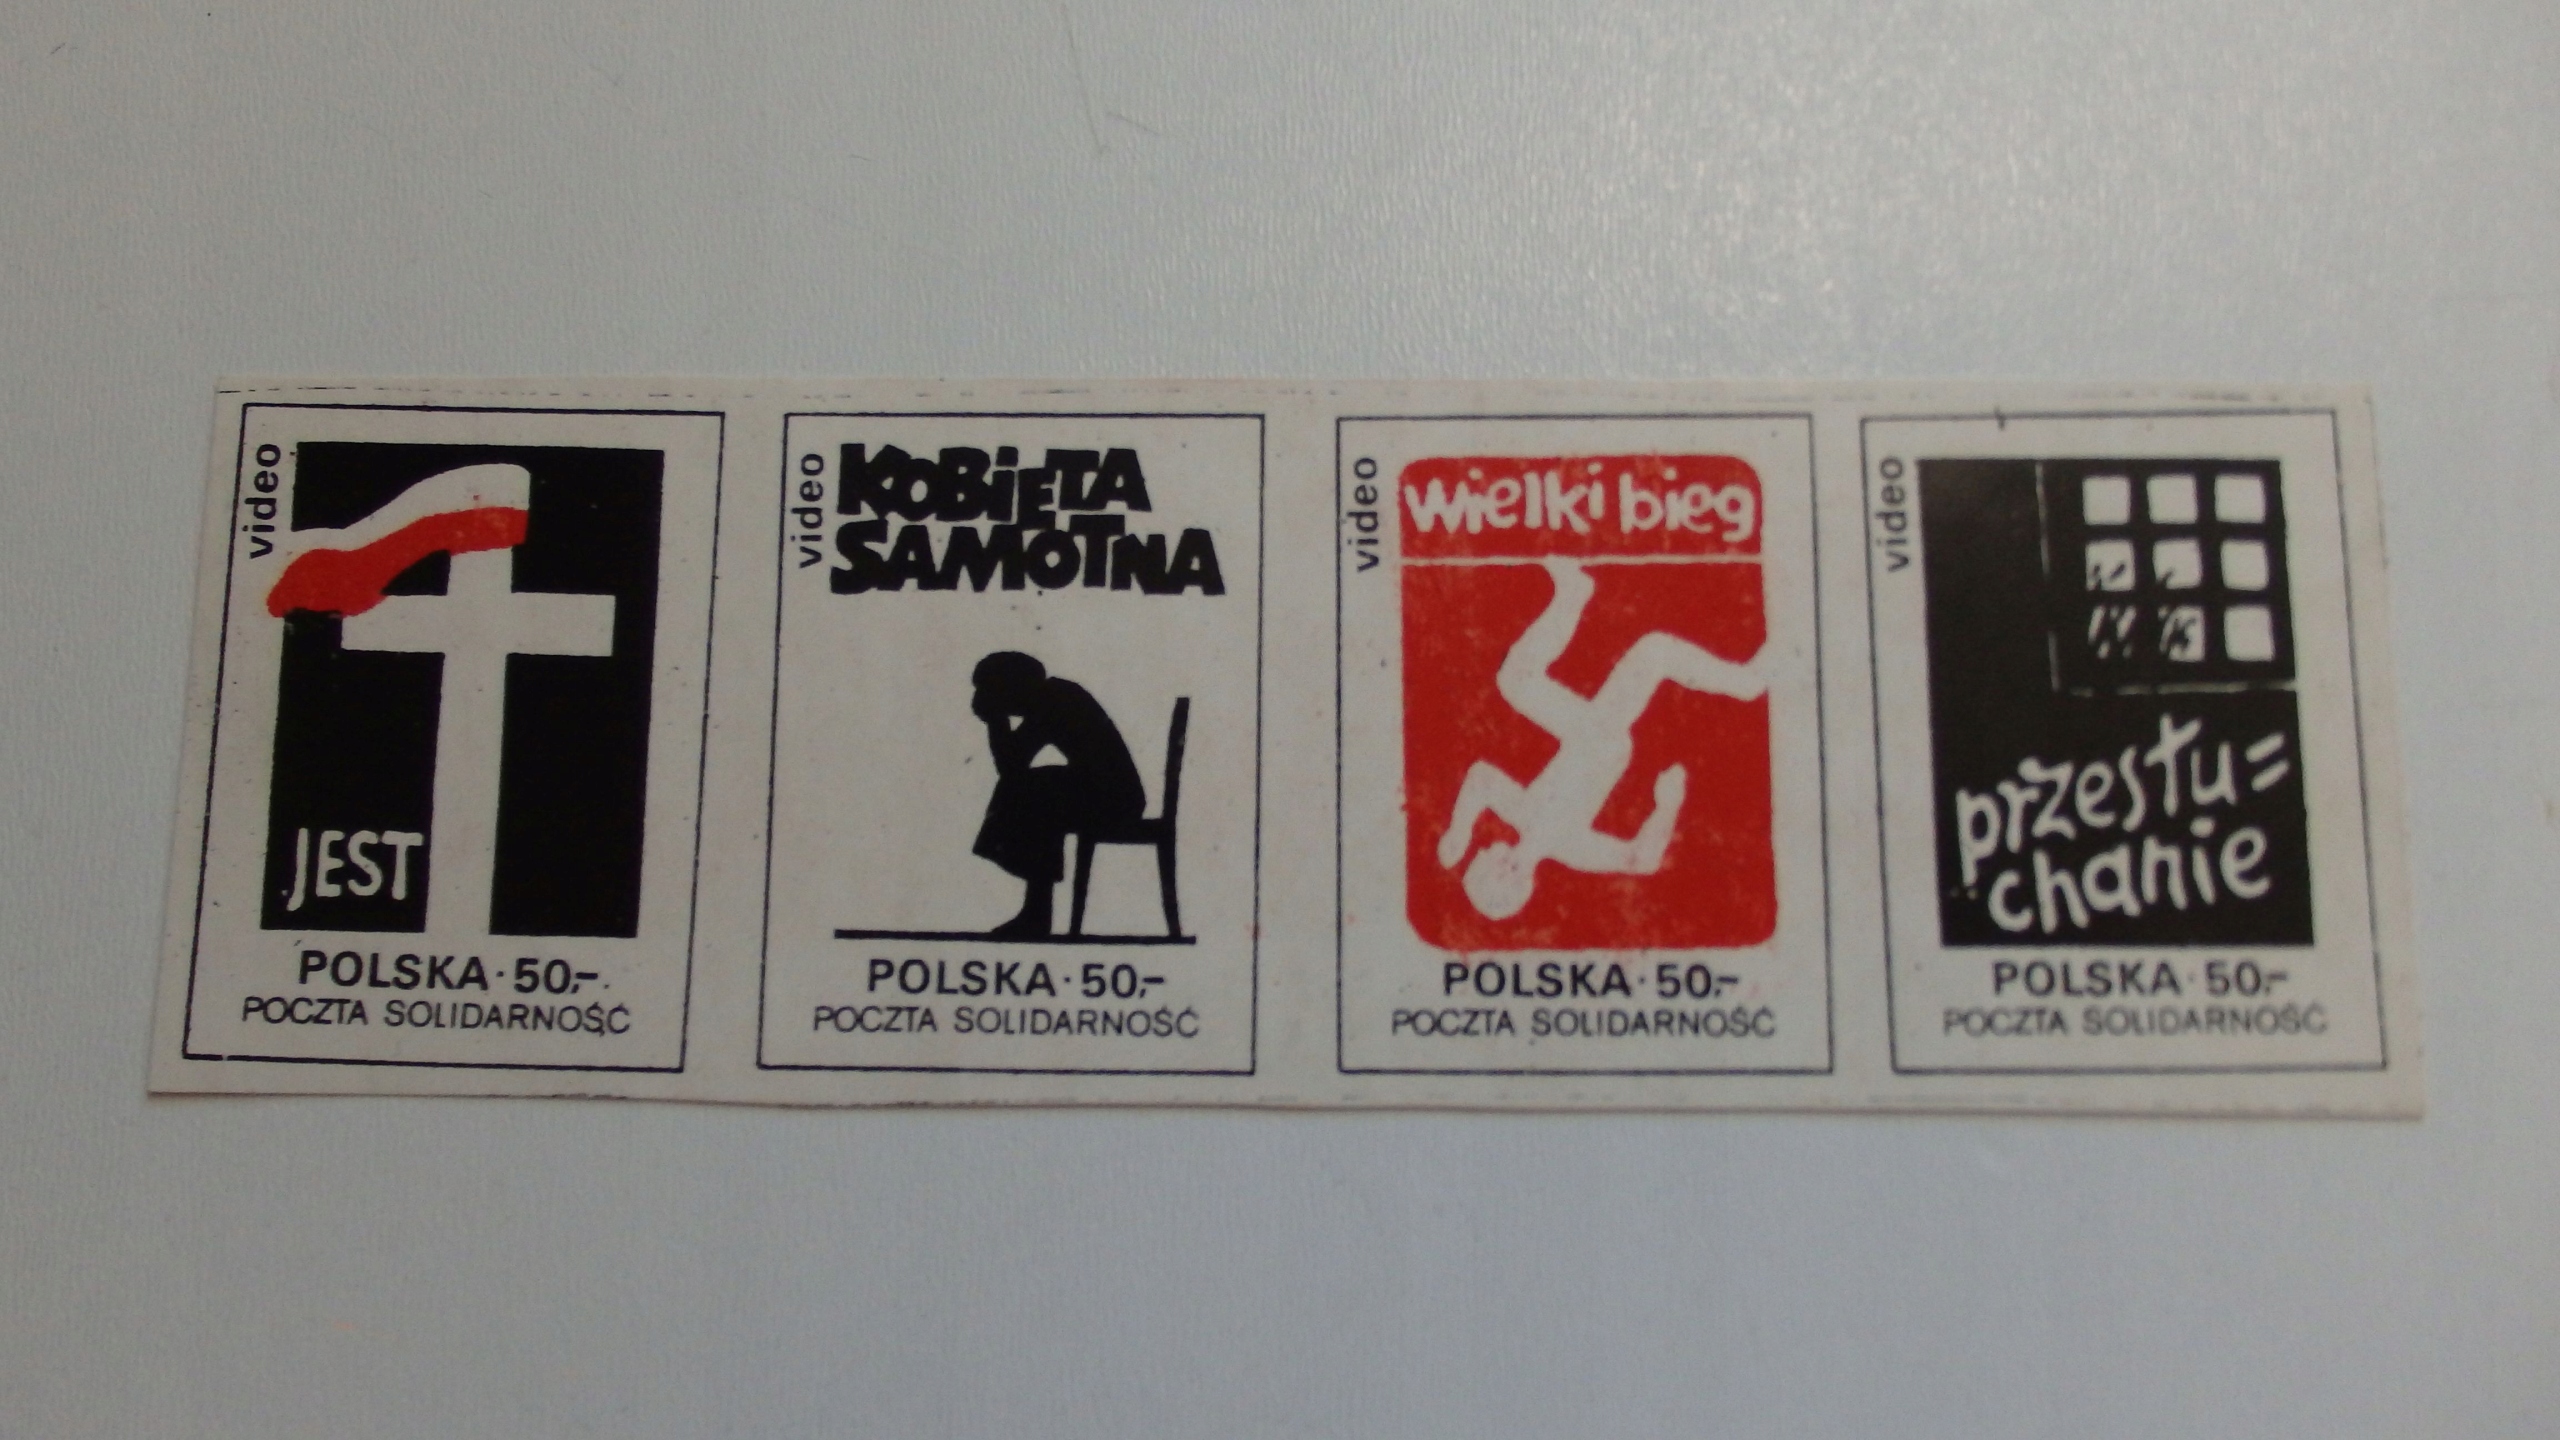 video
JEST
POLSKA·50,-.
POCZTA SOLIDARNOŚĆ
video
KOBiETA
SAMOTNA
POLSKA·50,-
POCZTA SOLIDARNOŚĆ
video
wielki bieg
POLSKA·50,-
POCZTA SOLIDARNOŚĆ
video
przesłu=
chanie
POLSKA·50,-
POCZTA SOLIDARNOŚĆ